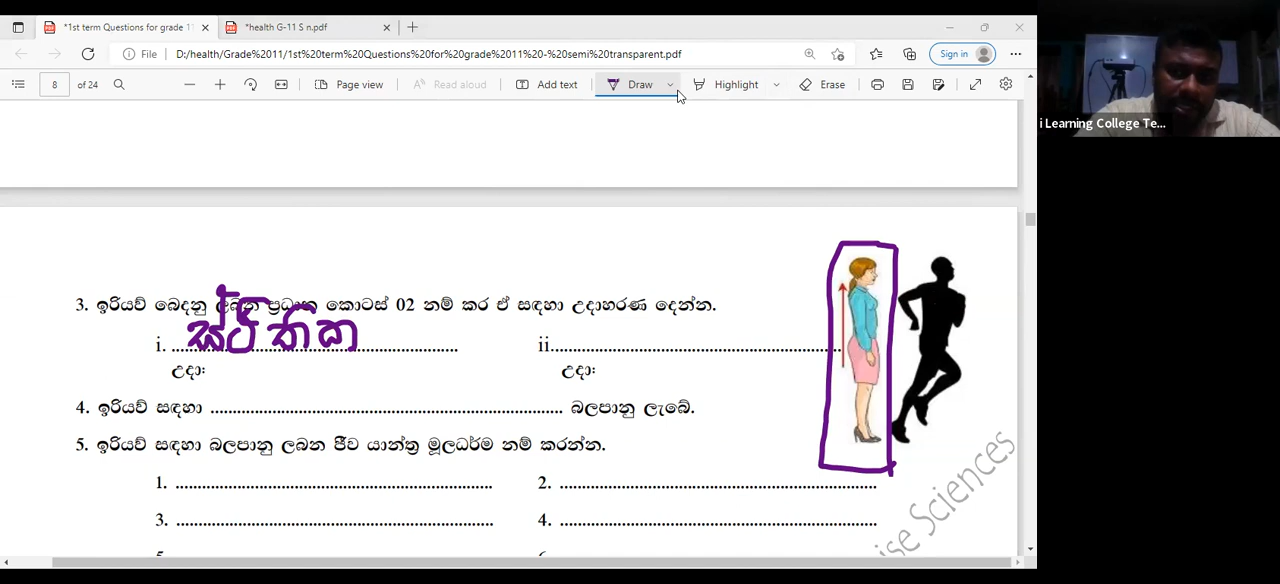 *1st term Questions for grade 11
*health G-11 S n.pdf
File D:/health/Grade%2011/1st%20term%20Questions%20for%20grade%2011%20-%20semi%20transparent.pdf Sign in
8 of 24 Page view Read aloud Add text Draw Highlight Erase
i Learning College Te...
3. ඉරියව් බෙදනු ලබන ප්‍රධාන කොටස් 02 නම් කර ඒ සඳහා උදාහරණ දෙන්න.
ස්ථිතික
i. .................................................................. ii..................................................................
උදා: උදා:
4. ඉරියව් සඳහා .................................................................. බලපානු ලැබේ.
5. ඉරියව් සඳහා බලපානු ලබන ජීව යාන්ත්‍ර මූලධර්ම නම් කරන්න.
1. .................................................................. 2. ..................................................................
3. .................................................................. 4. ..................................................................
ise Sciences